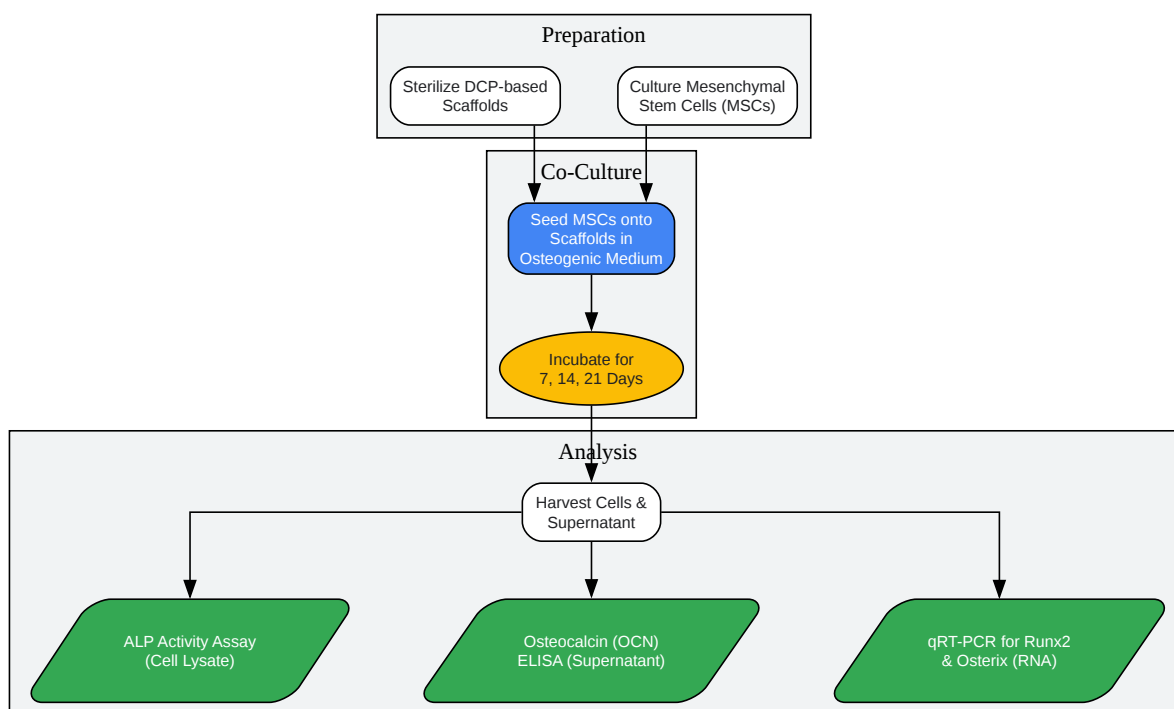 Preparation
Sterilize DCP-based
Scaffolds
Culture Mesenchymal
Stem Cells (MSCs)
Co-Culture
Seed MSCs onto
Scaffolds in
Osteogenic Medium
Incubate for
7, 14, 21 Days
Analysis
Harvest Cells &
Supernatant
ALP Activity Assay
(Cell Lysate)
Osteocalcin (OCN)
ELISA (Supernatant)
qRT-PCR for Runx2
& Osterix (RNA)